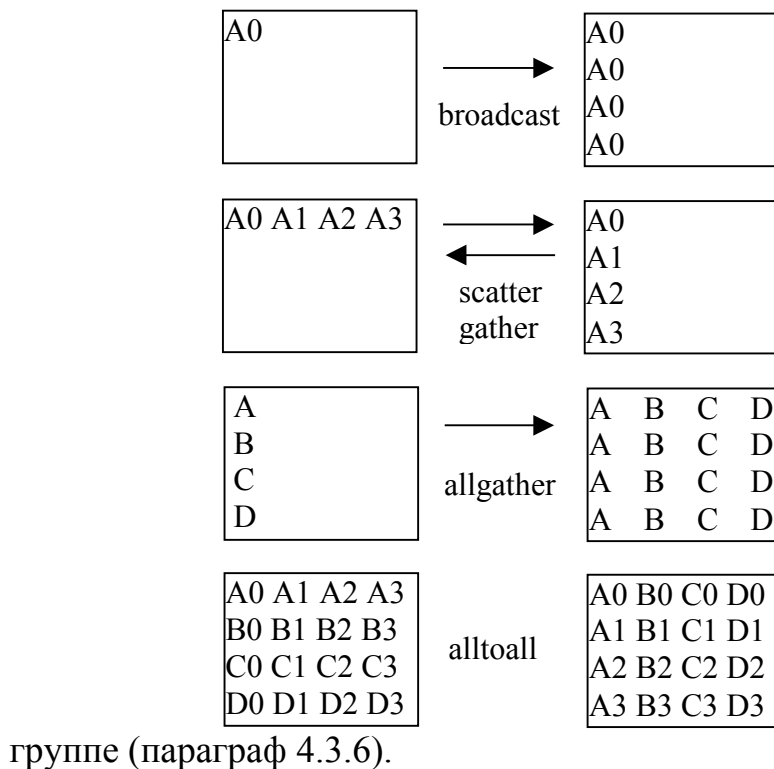 A0
A0
A0
A0
A0
broadcast
A0 A1 A2 A3
A0
A1
A2
A3
scatter
gather
A
B
C
D
allgather
A B C D
A B C D
A B C D
A B C D
A0 A1 A2 A3
B0 B1 B2 B3
C0 C1 C2 C3
D0 D1 D2 D3
alltoall
A0 B0 C0 D0
A1 B1 C1 D1
A2 B2 C2 D2
A3 B3 C3 D3
группе (параграф 4.3.6).